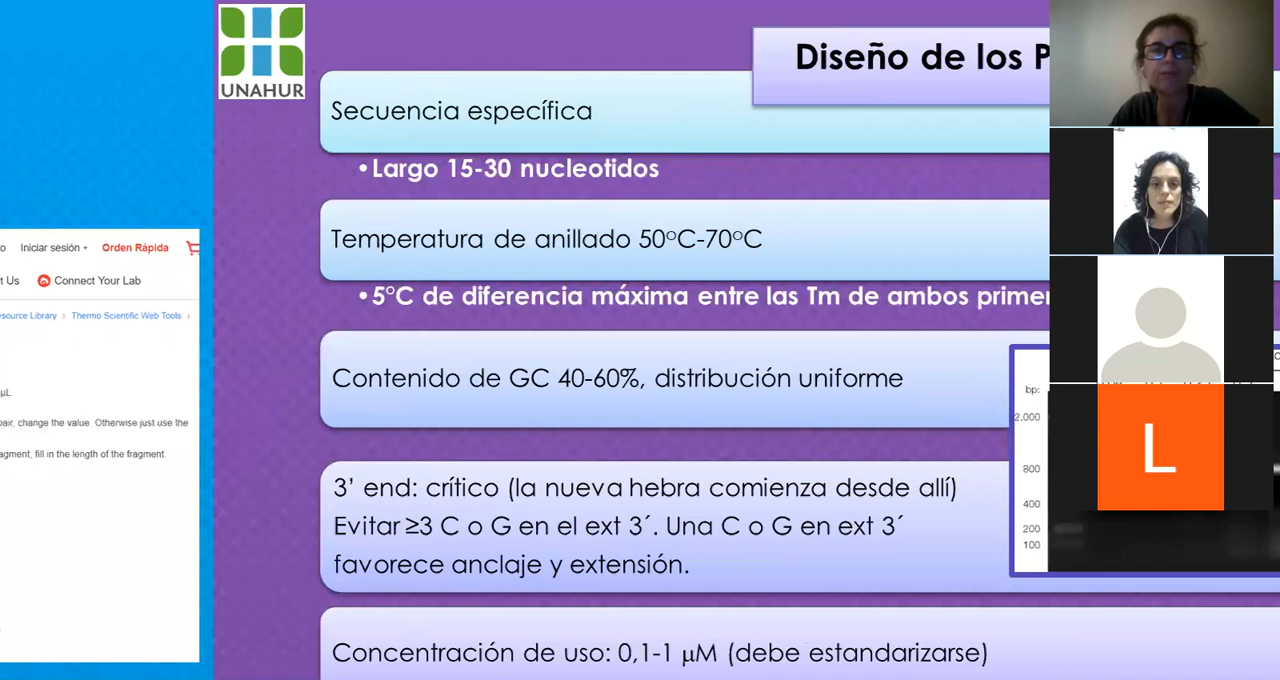 UNAHUR
Diseño de los P
Secuencia específica
•Largo 15-30 nucleotidos
Temperatura de anillado 50°C-70°C
•5°C de diferencia máxima entre las Tm de ambos primer
Contenido de GC 40-60%, distribución uniforme
3’ end: crítico (la nueva hebra comienza desde allí)
Evitar ≥3 C o G en el ext 3´. Una C o G en ext 3´
favorece anclaje y extensión.
Concentración de uso: 0,1-1 µM (debe estandarizarse)
o Iniciar sesión Orden Rápida
t Us Connect Your Lab
esource Library › Thermo Scientific Web Tools ›
µL.
pair, change the value. Otherwise just use the
agment, fill in the length of the fragment.
bp:
2,000
800
400
200
100
L